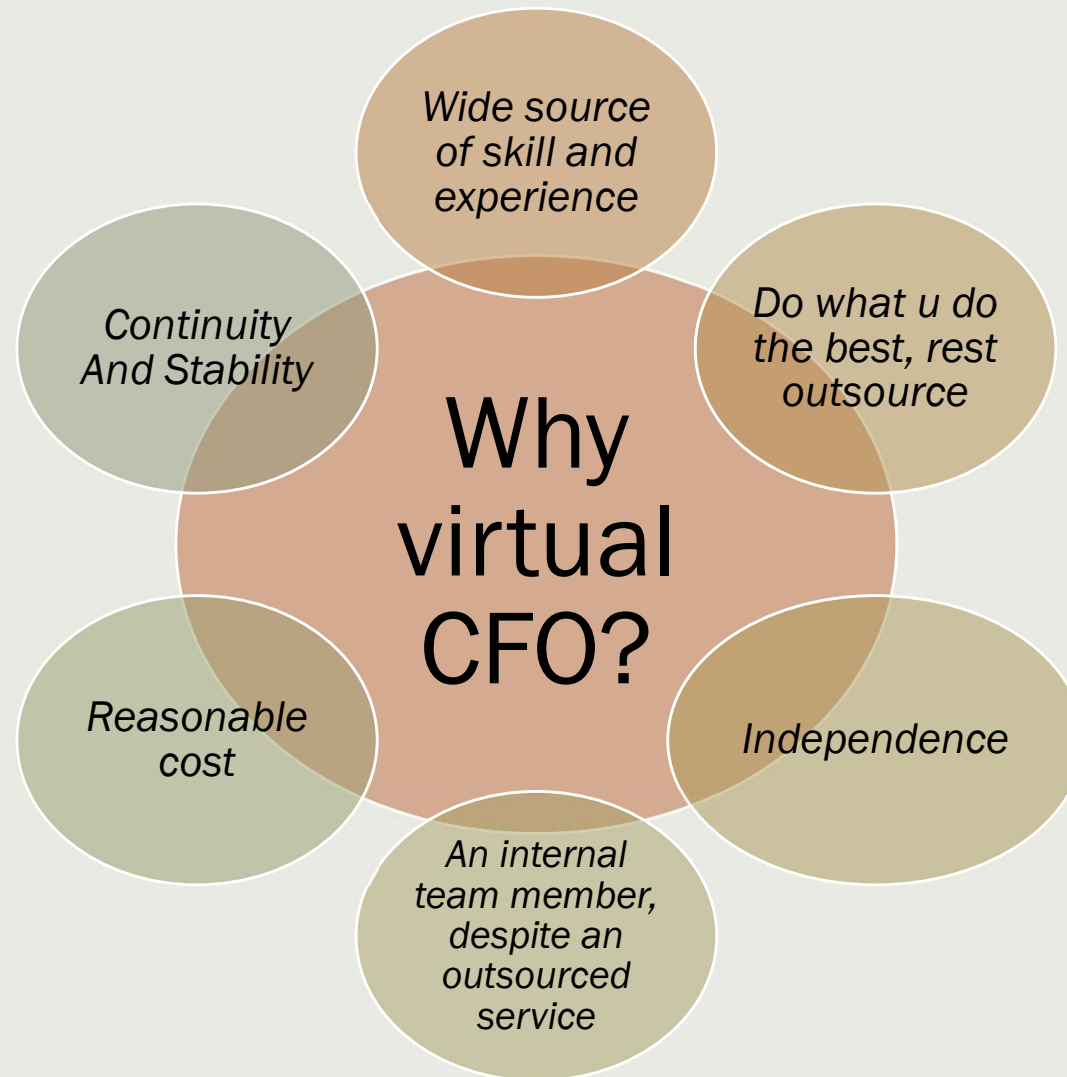 Wide source
of skill and
experience
Do what u do
the best, rest
outsource
Independence
An internal
team member,
despite an
outsourced
service
Reasonable
cost
Continuity
And Stability
Why
virtual
CFO?